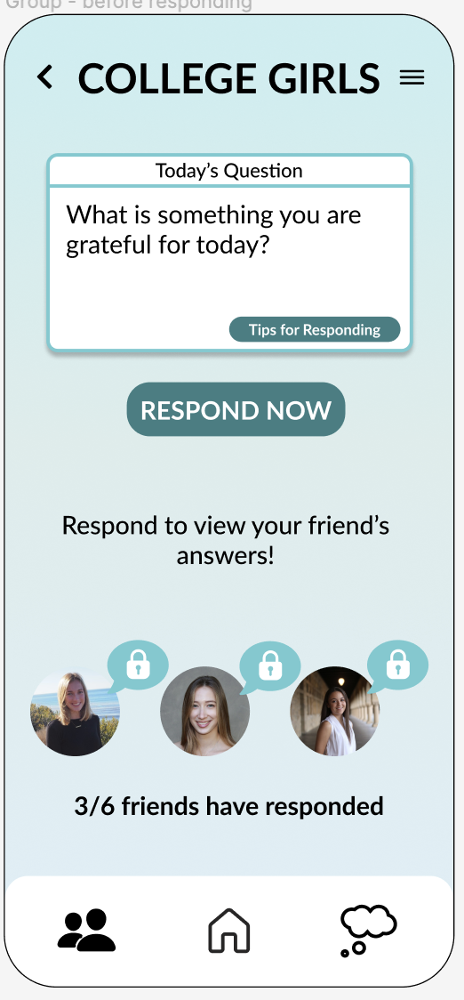 Group - before responding
COLLEGE GIRLS
Today’s Question
What is something you are
grateful for today?
Tips for Responding
RESPOND NOW
Respond to view your friend’s
answers!
3/6 friends have responded